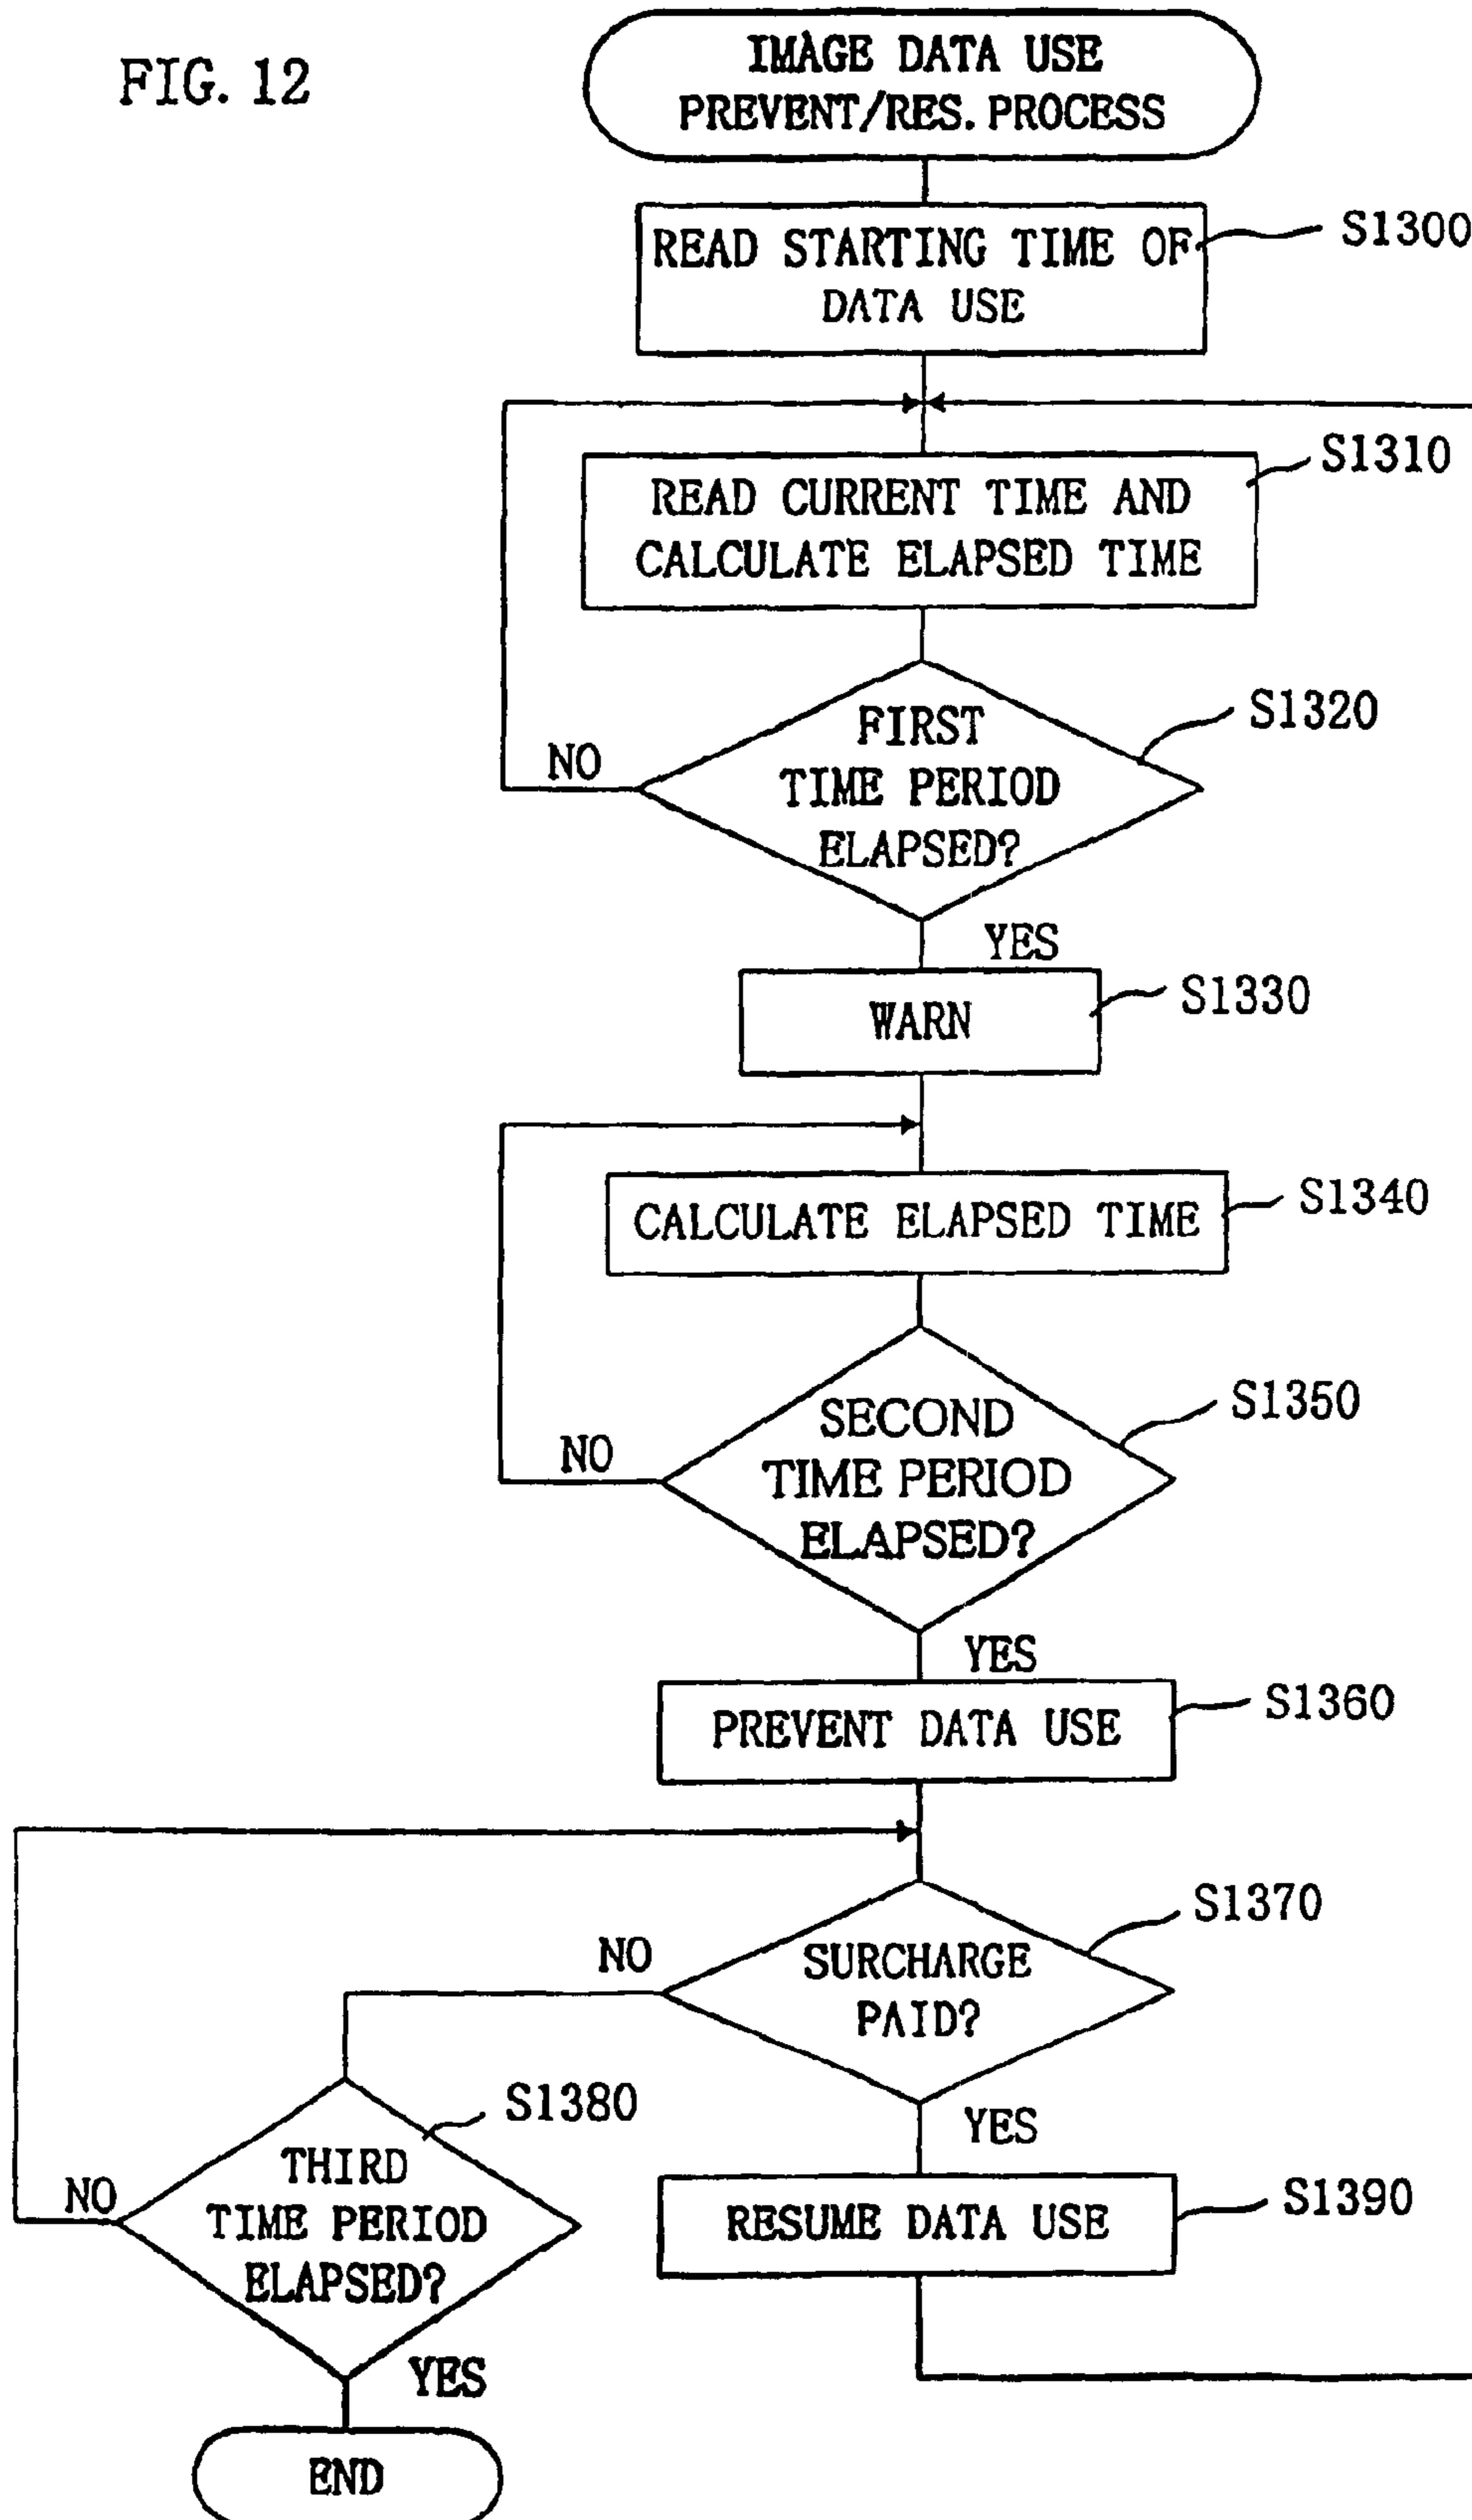 FIG. 12
IMAGE DATA USE
PREVENT/RES. PROCESS
READ STARTING TIME OF
DATA USE
S1300
READ CURRENT TIME AND
CALCULATE ELAPSED TIME
S1310
FIRST
TIME PERIOD
ELAPSED?
S1320
NO
YES
WARN
S1330
CALCULATE ELAPSED TIME
S1340
SECOND
TIME PERIOD
ELAPSED?
S1350
NO
YES
PREVENT DATA USE
S1360
SURCHARGE
PAID?
S1370
NO
YES
THIRD
TIME PERIOD
ELAPSED?
S1380
NO
YES
RESUME DATA USE
S1390
END